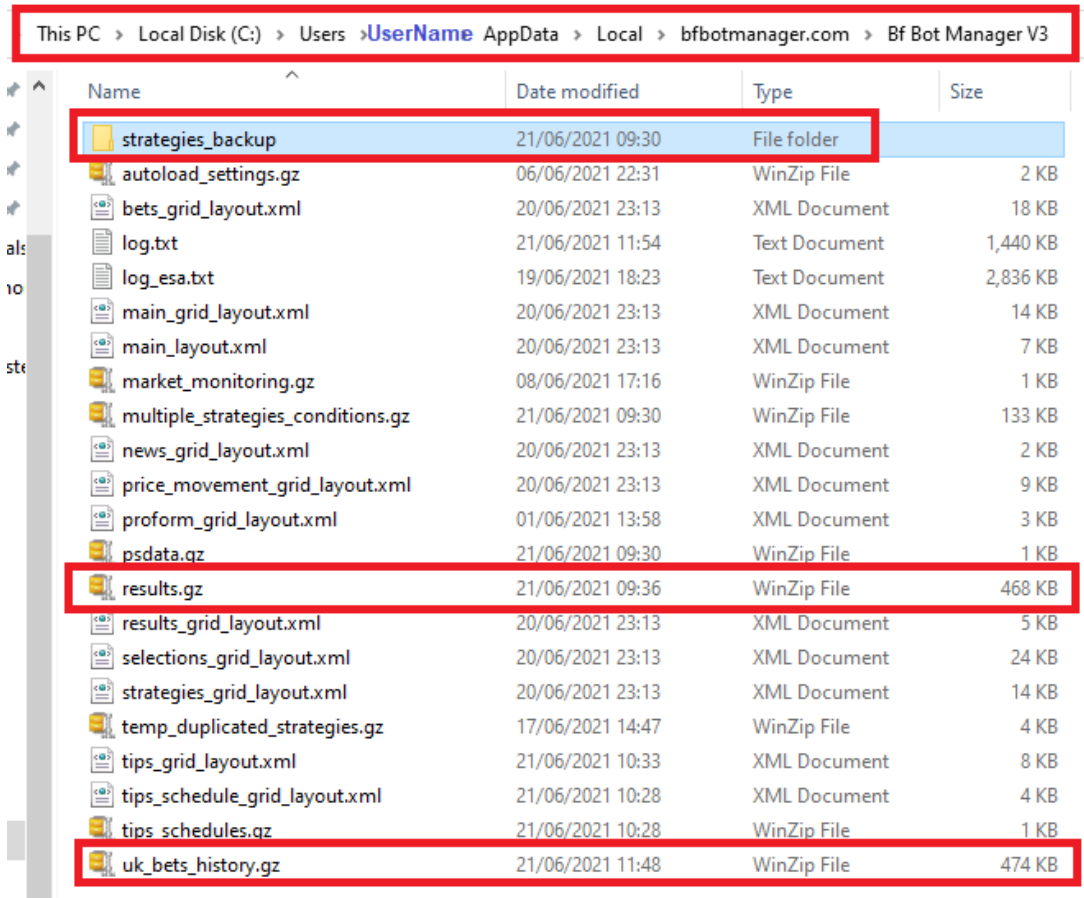 This PC > Local Disk (C:) > Users > UserName AppData > Local > bfbotmanager.com > Bf Bot Manager V3
Name Date modified Type Size
strategies_backup 21/06/2021 09:30 File folder
autoload_settings.gz 06/06/2021 22:31 WinZip File 2 KB
bets_grid_layout.xml 20/06/2021 23:13 XML Document 18 KB
als log.txt 21/06/2021 11:54 Text Document 1,440 KB
log_esa.txt 19/06/2021 18:23 Text Document 2,836 KB
main_grid_layout.xml 20/06/2021 23:13 XML Document 14 KB
main_layout.xml 20/06/2021 23:13 XML Document 7 KB
ste market_monitoring.gz 08/06/2021 17:16 WinZip File 1 KB
multiple_strategies_conditions.gz 21/06/2021 09:30 WinZip File 133 KB
news_grid_layout.xml 20/06/2021 23:13 XML Document 2 KB
price_movement_grid_layout.xml 20/06/2021 23:13 XML Document 9 KB
proform_grid_layout.xml 01/06/2021 13:58 XML Document 3 KB
psdata.gz 21/06/2021 09:30 WinZip File 1 KB
results.gz 21/06/2021 09:36 WinZip File 468 KB
results_grid_layout.xml 20/06/2021 23:13 XML Document 5 KB
selections_grid_layout.xml 20/06/2021 23:13 XML Document 24 KB
strategies_grid_layout.xml 20/06/2021 23:13 XML Document 14 KB
temp_duplicated_strategies.gz 17/06/2021 14:47 WinZip File 4 KB
tips_grid_layout.xml 21/06/2021 10:33 XML Document 8 KB
tips_schedule_grid_layout.xml 21/06/2021 10:28 XML Document 4 KB
tips_schedules.gz 21/06/2021 10:28 WinZip File 1 KB
uk_bets_history.gz 21/06/2021 11:48 WinZip File 474 KB